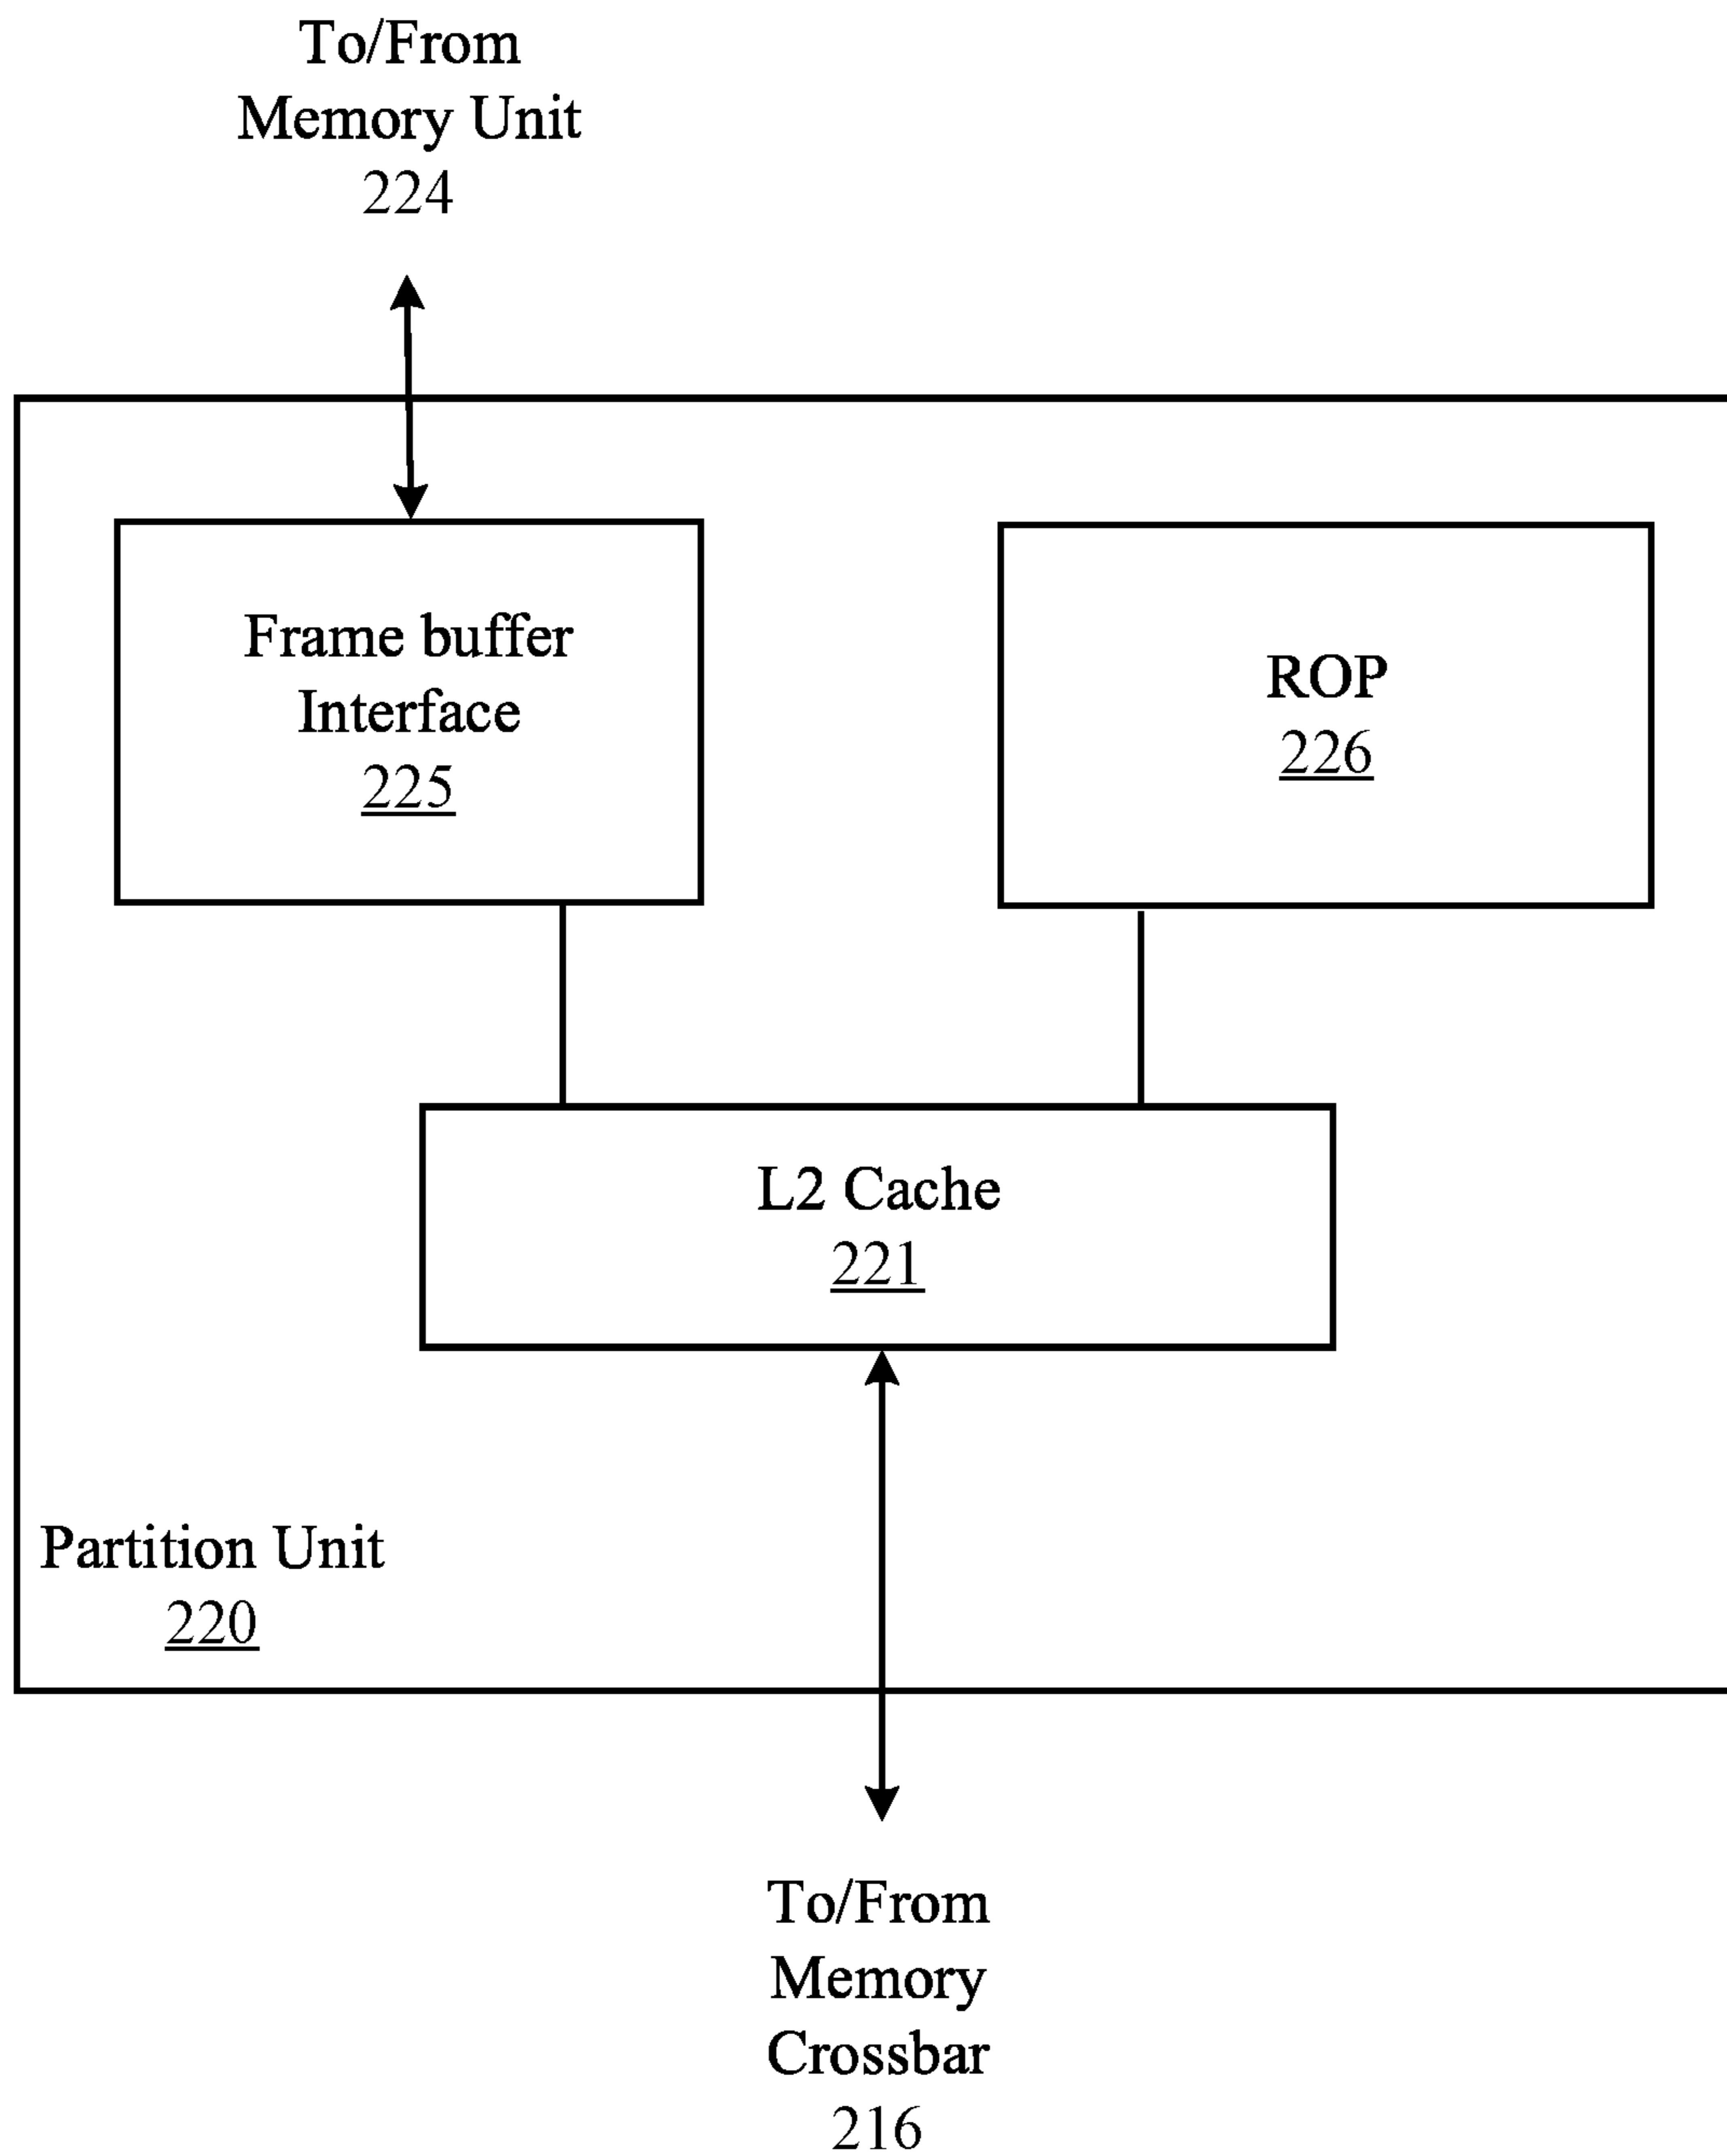 To/From
Memory Unit
224
Frame buffer
Interface
225
ROP
226
L2 Cache
221
Partition Unit
220
To/From
Memory
Crossbar
216